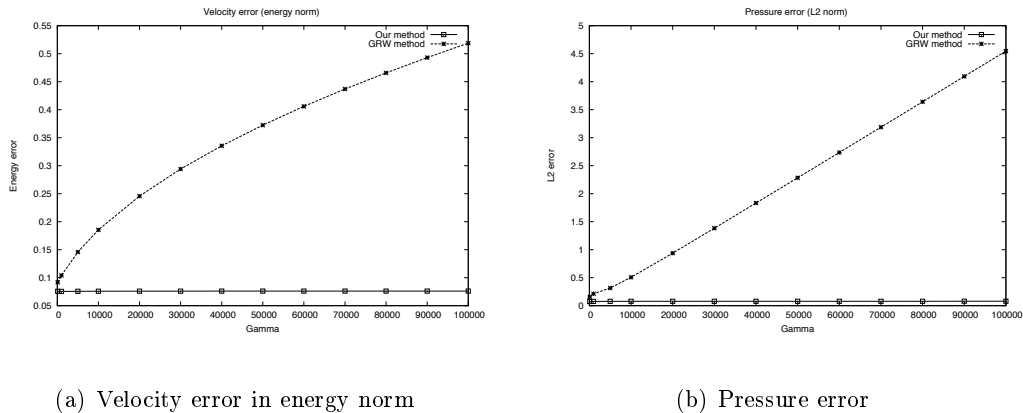 Velocity error (energy norm)
Our method
GRW method
0.55
0.5
0.45
0.4
0.35
0.3
0.25
0.2
0.15
0.1
0.05
Energy error
0 10000 20000 30000 40000 50000 60000 70000 80000 90000 100000
Gamma
(a) Velocity error in energy norm
Pressure error (L2 norm)
Our method
GRW method
5
4.5
4
3.5
3
2.5
2
1.5
1
0.5
0
L2 error
0 10000 20000 30000 40000 50000 60000 70000 80000 90000 100000
Gamma
(b) Pressure error